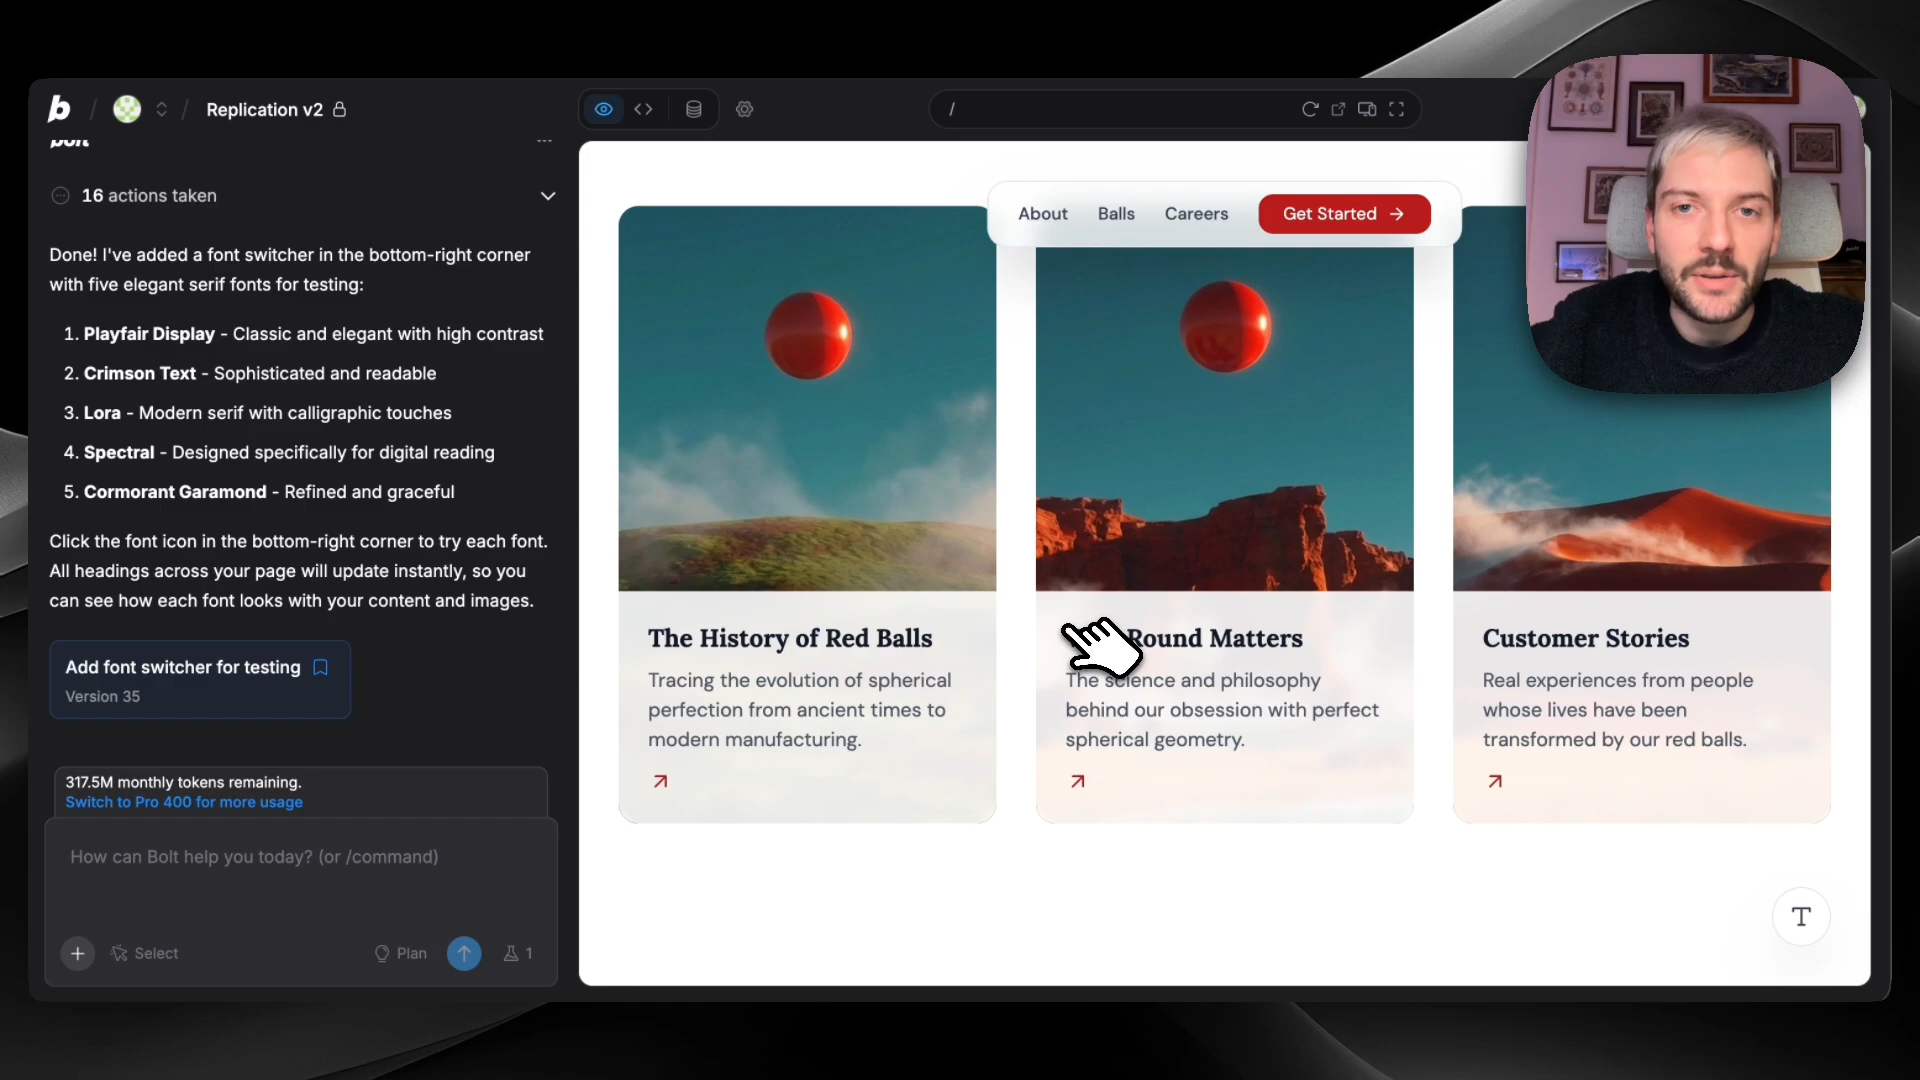 b / / Replication v2
bolt
16 actions taken
Done! I've added a font switcher in the bottom-right corner
with five elegant serif fonts for testing:
1. Playfair Display - Classic and elegant with high contrast
2. Crimson Text - Sophisticated and readable
3. Lora - Modern serif with calligraphic touches
4. Spectral - Designed specifically for digital reading
5. Cormorant Garamond - Refined and graceful
Click the font icon in the bottom-right corner to try each font.
All headings across your page will update instantly, so you
can see how each font looks with your content and images.
Add font switcher for testing
Version 35
317.5M monthly tokens remaining.
Switch to Pro 400 for more usage
How can Bolt help you today? (or /command)
Select
Plan
1
/
About
Balls
Careers
Get Started
The History of Red Balls
Tracing the evolution of spherical
perfection from ancient times to
modern manufacturing.
Round Matters
The science and philosophy
behind our obsession with perfect
spherical geometry.
Customer Stories
Real experiences from people
whose lives have been
transformed by our red balls.
T